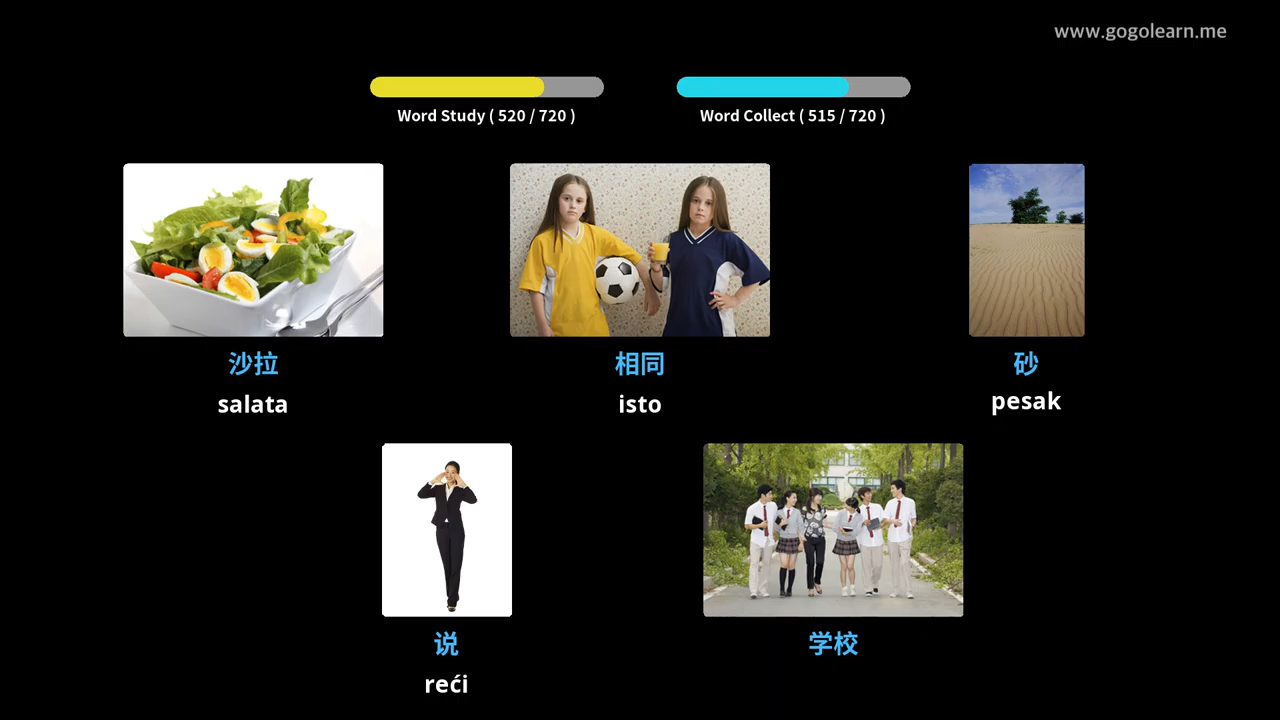 www.gogolearn.me
Word Study ( 520 / 720 )
Word Collect ( 515 / 720 )
沙拉
salata
相同
isto
砂
pesak
说
reći
学校